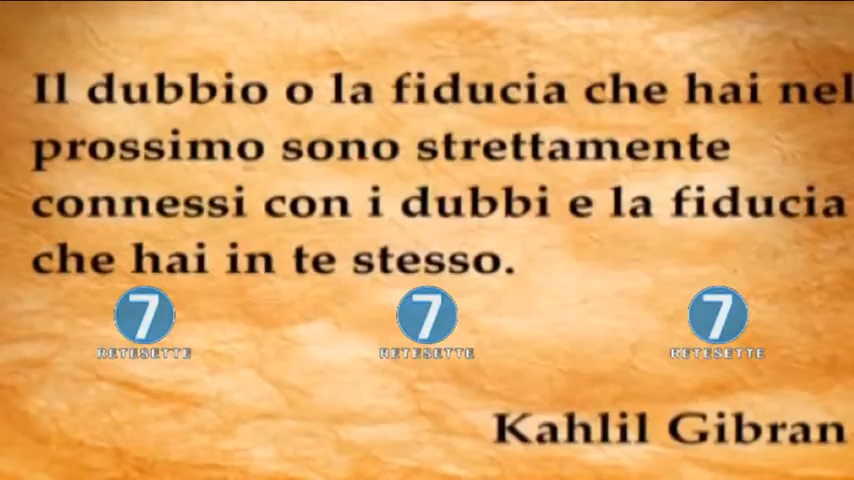 Il dubbio o la fiducia che hai nel
prossimo sono strettamente
connessi con i dubbi e la fiducia
che hai in te stesso.
7 7 7
RETESETTE RETESETTE RETESETTE
Kahlil Gibran